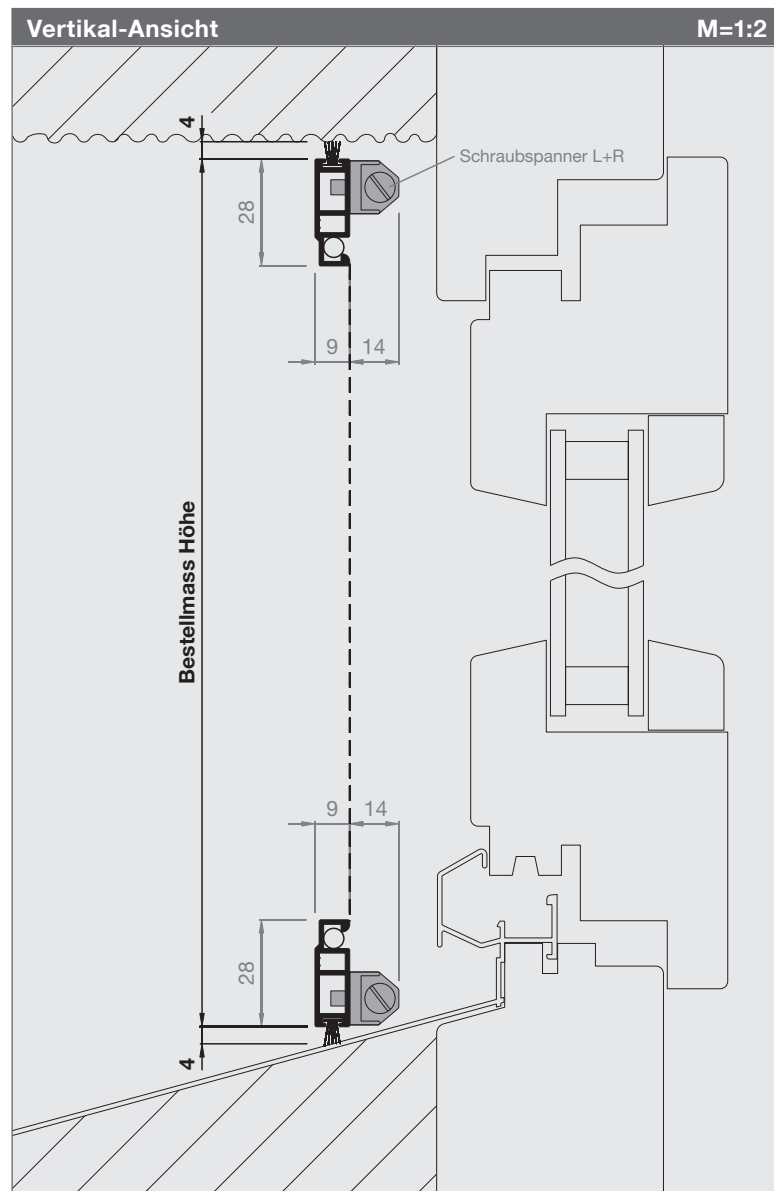 Vertikal-Ansicht M=1:2
4
Schraubspanner L+R
28
9 14
Bestellmass Höhe
9 14
28
4